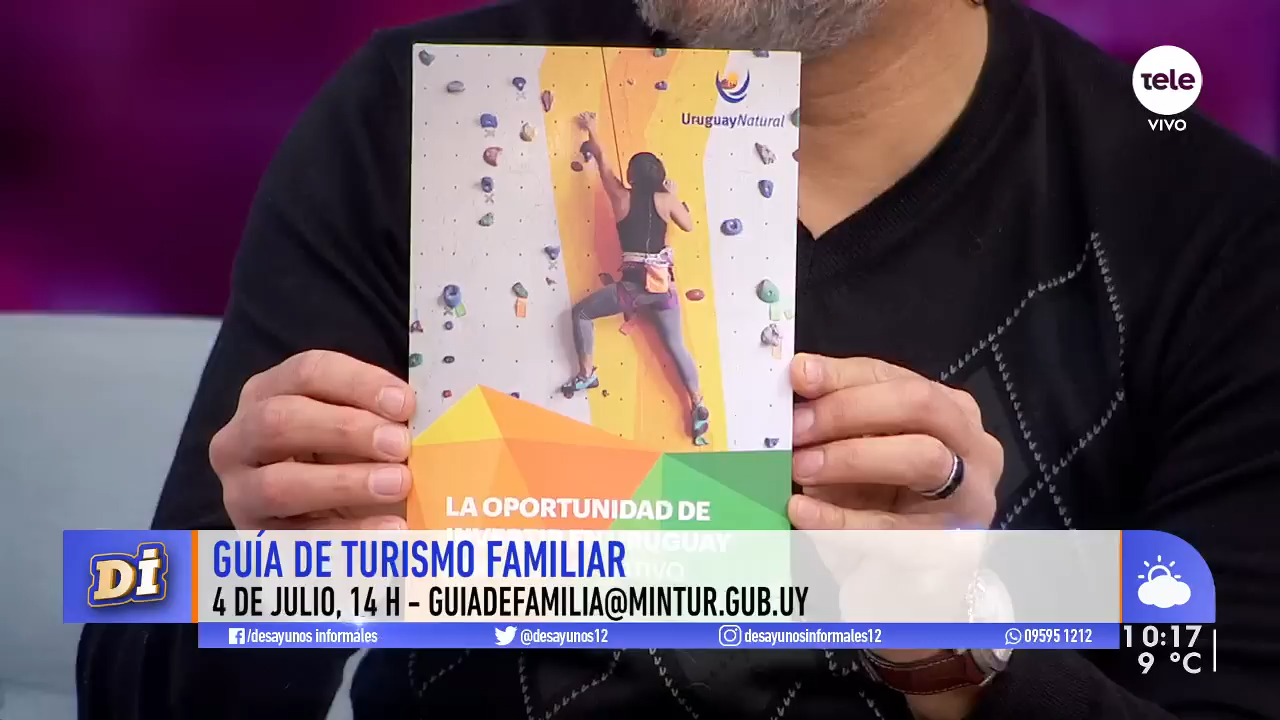 UruguayNatural
tele
VIVO
LA OPORTUNIDAD DE
Di
GUÍA DE TURISMO FAMILIAR
4 DE JULIO, 14 H - GUIADEFAMILIA@MINTUR.GUB.UY
/desayunos informales
@desayunos12
desayunosinformales12
09595 1212
10:17
9 °C